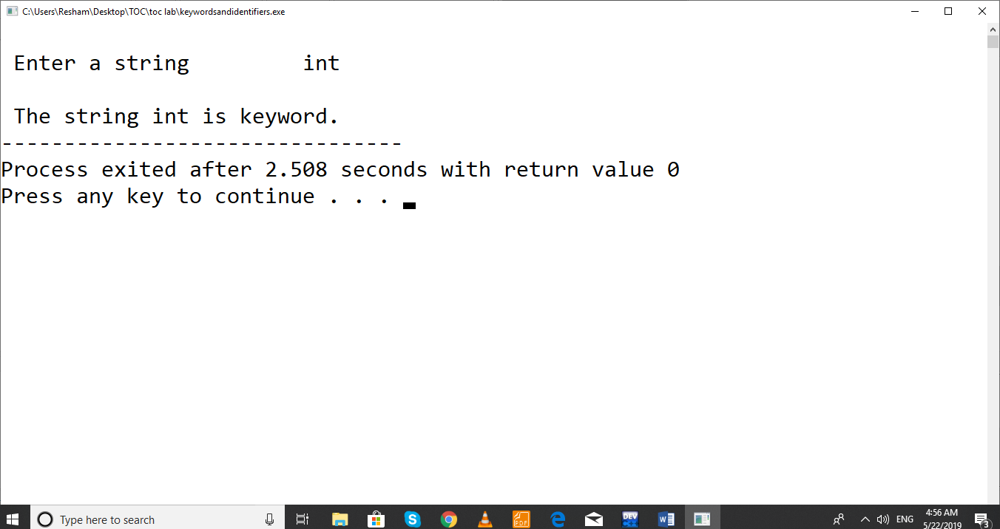 C:\Users\Resham\Desktop\TOC\toc lab\keywordsandidentifiers.exe
Enter a string int
The string int is keyword.
--------------------------------
Process exited after 2.508 seconds with return value 0
Press any key to continue . . .
Type here to search
PDF
DEV
ENG
4:56 AM
5/22/2019
3